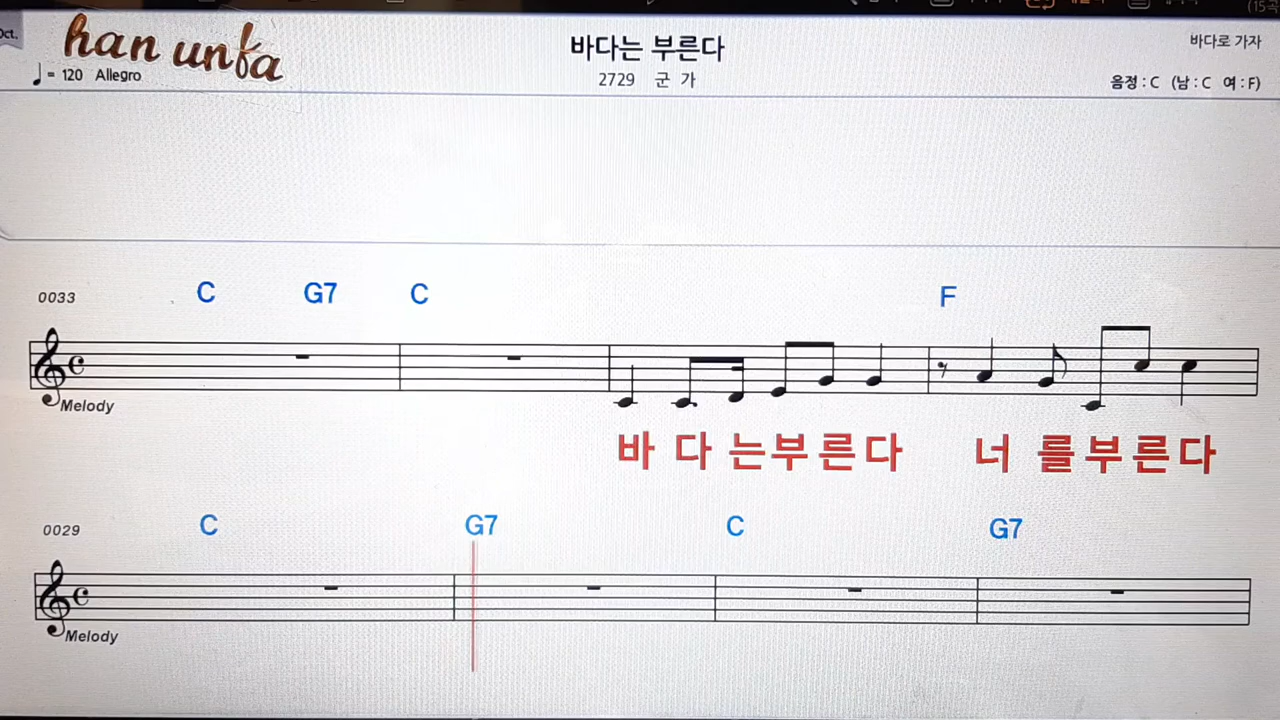 Oct.
han unfa
바다는 부른다
바다로 가자
♩= 120 Allegro
2729 군 가
음정 : C (남 : C 여 : F)
0033 C G7 C F
Melody
바 다 는부른다 너 를부른다
0029 C G7 C G7
Melody